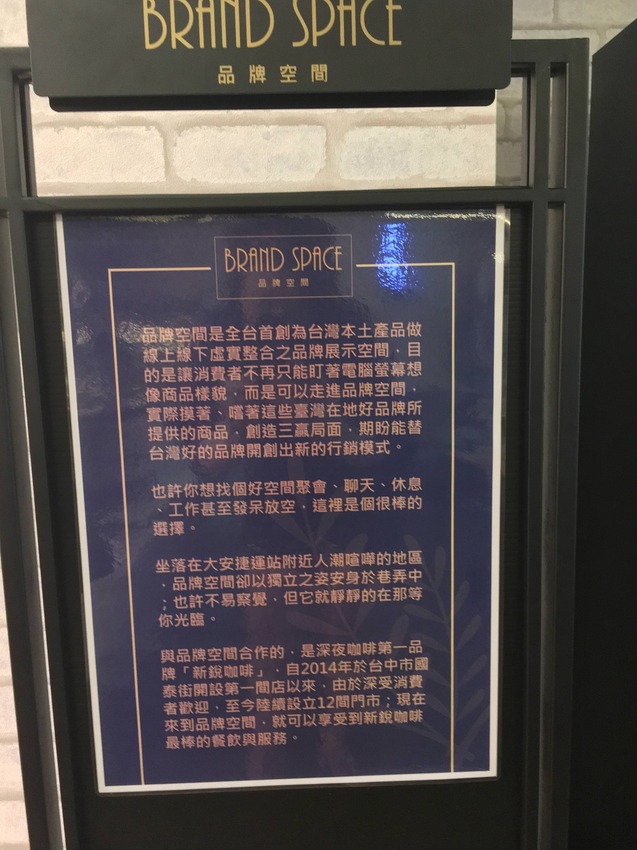 BRAND SPACE
品牌空間
BRAND SPACE
品牌空間
品牌空間是全台首創為台灣本土產品做
線上線下虛實整合之品牌展示空間，目
的是讓消費者不再只能盯著電腦螢幕想
像商品樣貌，而是可以走進品牌空間，
實際摸著、嚐著這些臺灣在地好品牌所
提供的商品，創造三贏局面，期盼能替
台灣好的品牌開創出新的行銷模式。
也許你想找個好空間聚會、聊天、休息
、工作甚至發呆放空，這裡是個很棒的
選擇。
坐落在大安捷運站附近人潮喧嘩的地區
，品牌空間卻以獨立之姿安身於巷弄中
；也許不易察覺，但它就靜靜的在那等
你光臨。
與品牌空間合作的，是深夜咖啡第一品
牌「新銳咖啡」，自2014年於台中市國
泰街開設第一間店以來，由於深受消費
者歡迎，至今陸續設立12間門市；現在
來到品牌空間，就可以享受到新銳咖啡
最棒的餐飲與服務。